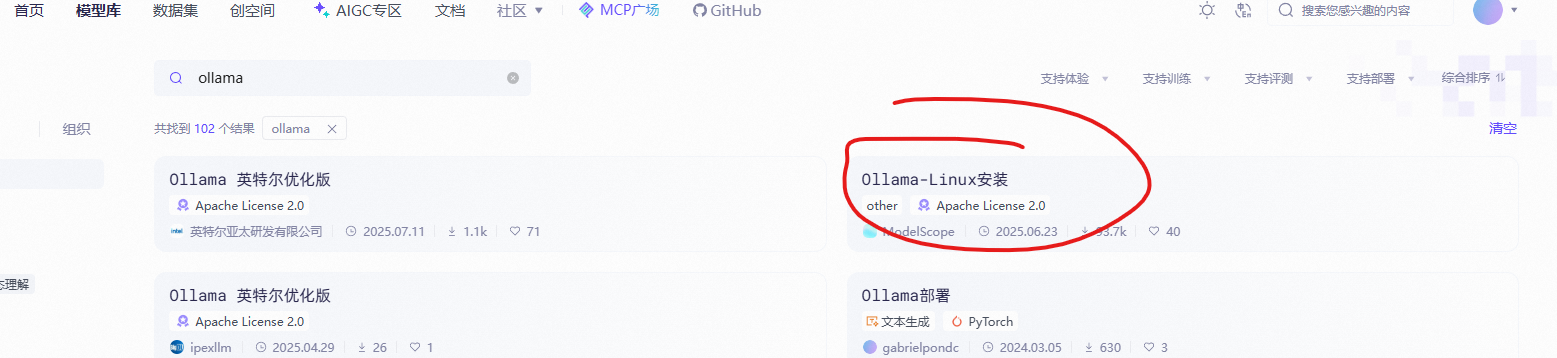 首页 模型库 数据集 创空间 AIGC专区 文档 社区 MCP广场 GitHub 搜索您感兴趣的内容
ollama 支持体验 支持训练 支持评测 支持部署 综合排序
组织 共找到 102 个结果 ollama 清空
Ollama 英特尔优化版
Apache License 2.0
intel 英特尔亚太研发有限公司 2025.07.11 1.1k 71
Ollama-Linux安装
other Apache License 2.0
ModelScope 2025.06.23 93.7k 40
态理解
Ollama 英特尔优化版
Apache License 2.0
ipexllm 2025.04.29 26 1
Ollama部署
文本生成 PyTorch
gabrielpondc 2024.03.05 630 3